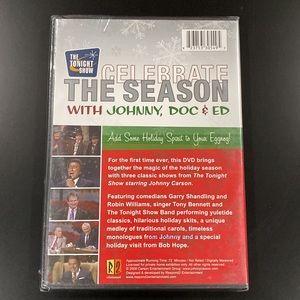 THE
TONIGHT
SHOW
CELEBRATE
THE SEASON
WITH JOHNNY, DOC & ED
Add Some Holiday Spirit to Your Eggnog!
For the first time ever, this DVD brings
together the magic of the holiday season
with three classic shows from The Tonight
Show starring Johnny Carson.
Featuring comedians Garry Shandling and
Robin Williams, singer Tony Bennett and
The Tonight Show Band performing yuletide
classics, hilarious holiday skits, a unique
medley of traditional carols, timeless
monologues from Johnny and a special
holiday visit from Bob Hope.